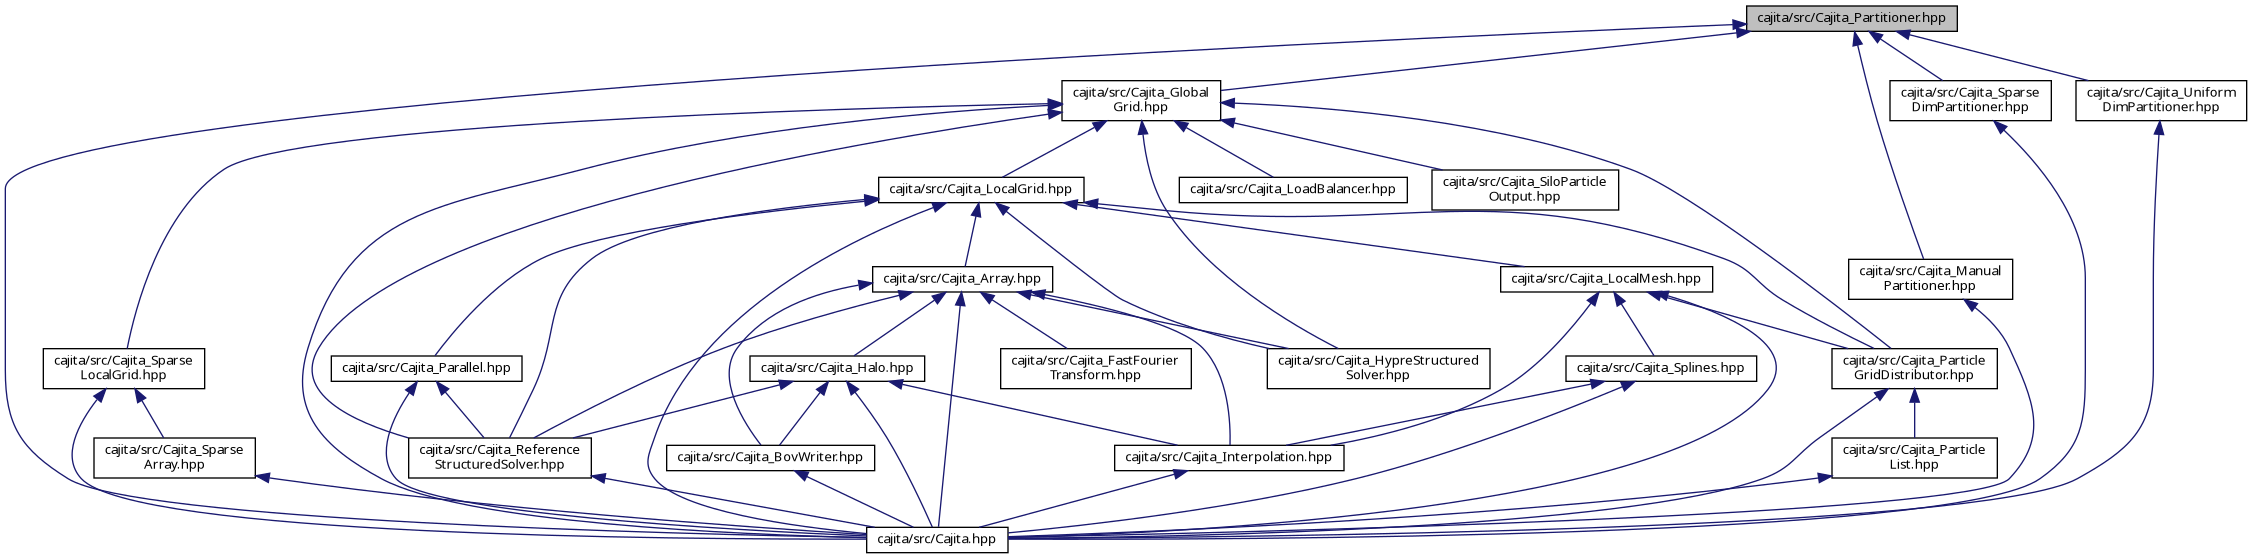 cajita/src/Cajita_Partitioner.hpp
cajita/src/Cajita_Global
Grid.hpp
cajita/src/Cajita_Sparse
DimPartitioner.hpp
cajita/src/Cajita_Uniform
DimPartitioner.hpp
cajita/src/Cajita_LocalGrid.hpp
cajita/src/Cajita_LoadBalancer.hpp
cajita/src/Cajita_SiloParticle
Output.hpp
cajita/src/Cajita_Array.hpp
cajita/src/Cajita_LocalMesh.hpp
cajita/src/Cajita_Manual
Partitioner.hpp
cajita/src/Cajita_Sparse
LocalGrid.hpp
cajita/src/Cajita_Parallel.hpp
cajita/src/Cajita_Halo.hpp
cajita/src/Cajita_FastFourier
Transform.hpp
cajita/src/Cajita_HypreStructured
Solver.hpp
cajita/src/Cajita_Splines.hpp
cajita/src/Cajita_Particle
GridDistributor.hpp
cajita/src/Cajita_Sparse
Array.hpp
cajita/src/Cajita_Reference
StructuredSolver.hpp
cajita/src/Cajita_BovWriter.hpp
cajita/src/Cajita_Interpolation.hpp
cajita/src/Cajita_Particle
List.hpp
cajita/src/Cajita.hpp